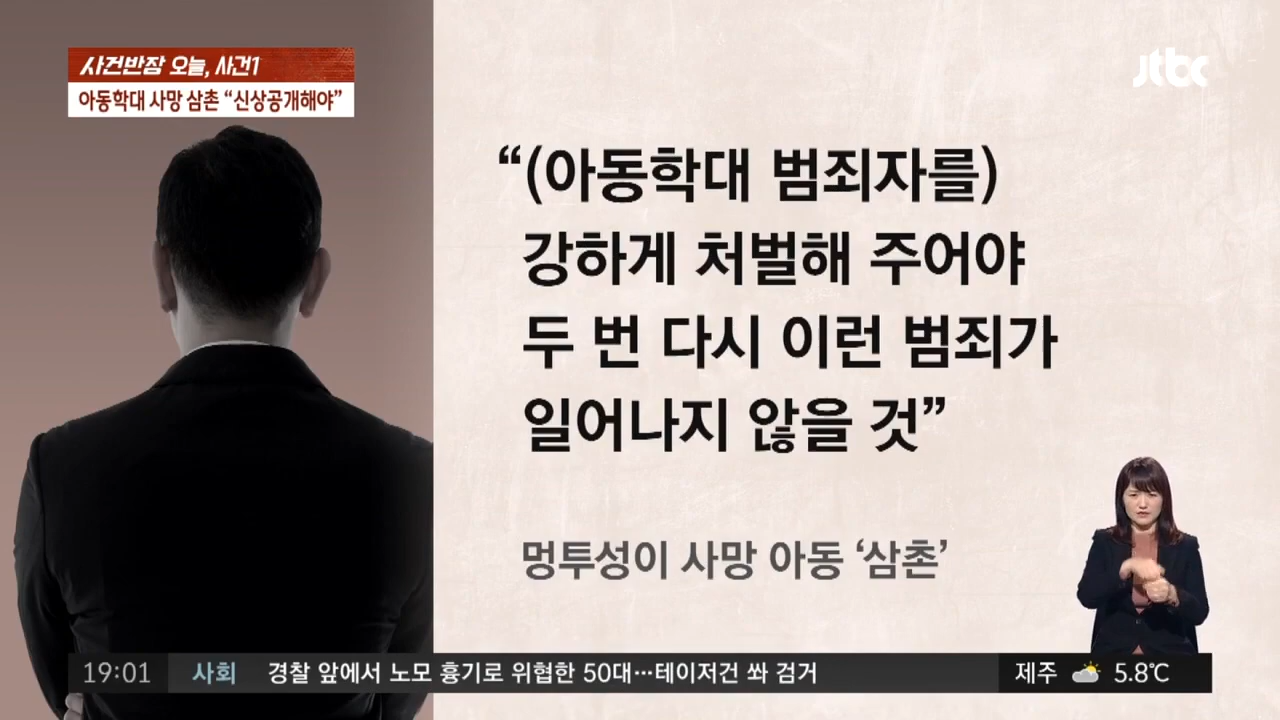 사건반장 오늘, 사건1
아동학대 사망 삼촌 “신상공개해야”
jtbc
“(아동학대 범죄자를)
강하게 처벌해 주어야
두 번 다시 이런 범죄가
일어나지 않을 것”
멍투성이 사망 아동 ‘삼촌’
19:01 사회 경찰 앞에서 노모 흉기로 위협한 50대…테이저건 쏴 검거 제주 5.8℃